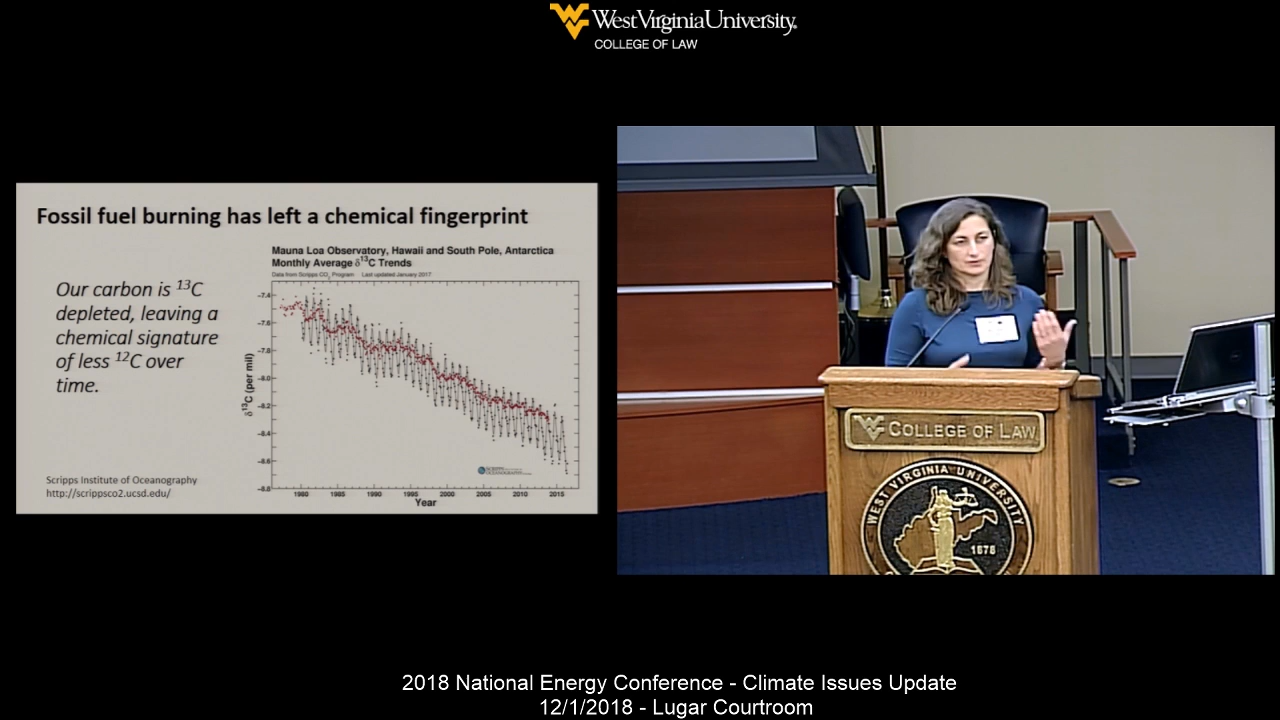 West Virginia University.
COLLEGE OF LAW
Fossil fuel burning has left a chemical fingerprint
Our carbon is ¹³C
depleted, leaving a
chemical signature
of less ¹²C over
time.
Scripps Institute of Oceanography
http://scrippsco2.ucsd.edu/
Mauna Loa Observatory, Hawaii and South Pole, Antarctica
Monthly Average δ¹³C Trends
Data from Scripps CO₂ Program Last updated January 2017
δ¹³C (per mil)
-7.4
-7.6
-7.8
-8.0
-8.2
-8.4
-8.6
-8.8
1980 1985 1990 1995 2000 2005 2010 2015
Year
SCRIPPS
OCEANOGRAPHY
COLLEGE OF LAW
WEST VIRGINIA UNIVERSITY
1878
2018 National Energy Conference - Climate Issues Update
12/1/2018 - Lugar Courtroom